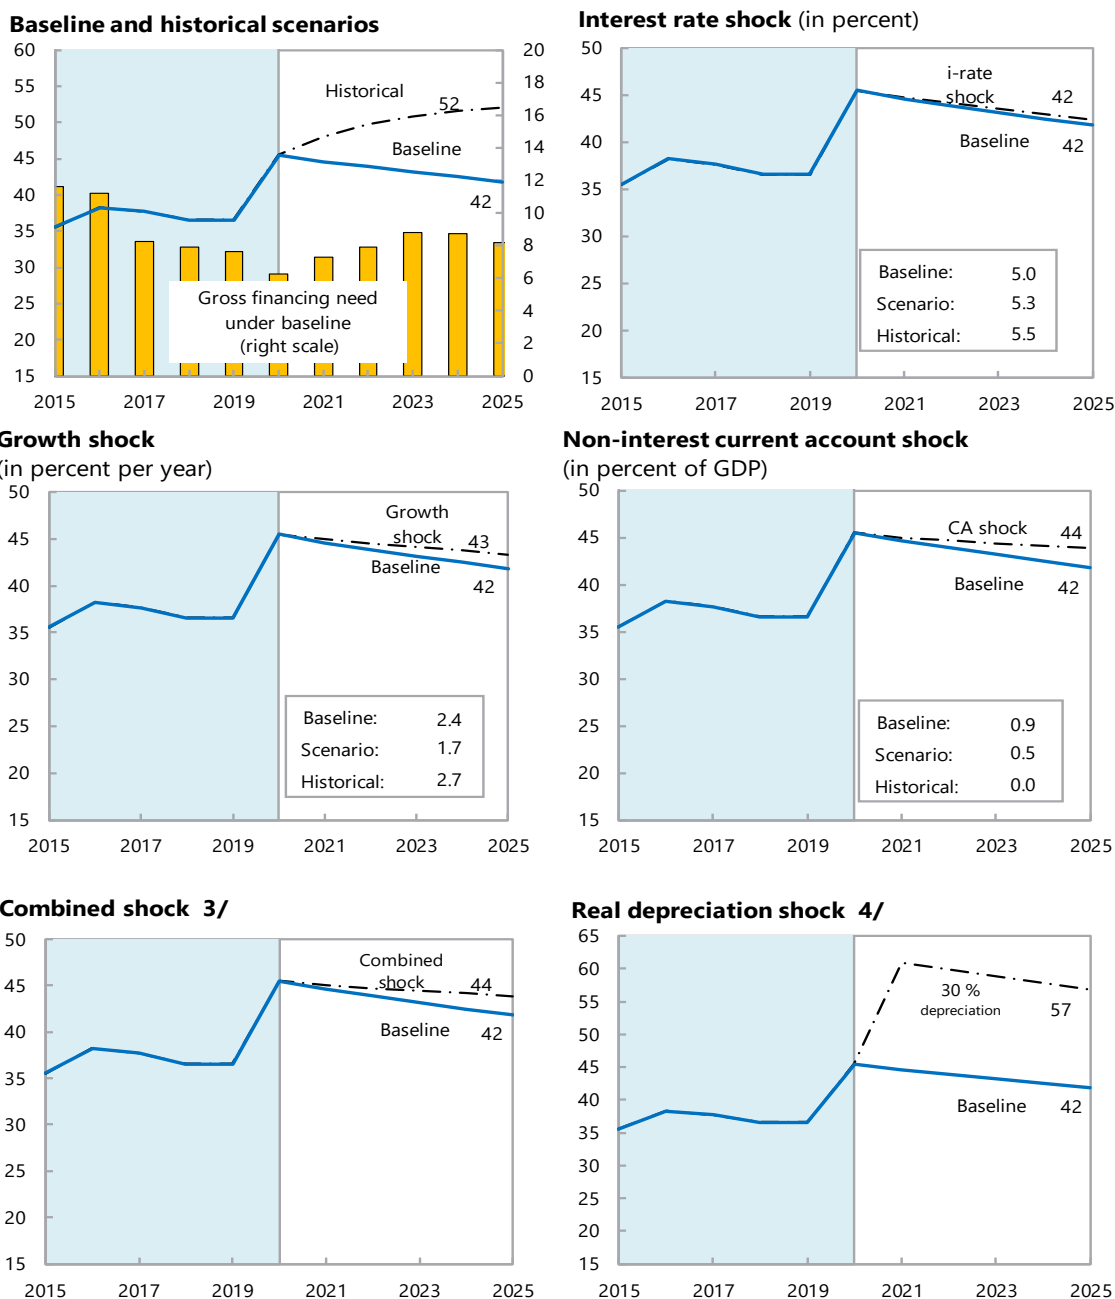 Baseline and historical scenarios
60
55
50
45
40
35
30
25
20
15
20
18
16
14
12
10
8
6
4
2
0
Historical
52
Baseline
42
Gross financing need
under baseline
(right scale)
2015 2017 2019 2021 2023 2025
Interest rate shock (in percent)
50
45
40
35
30
25
20
15
i-rate
shock
42
Baseline
42
Baseline: 5.0
Scenario: 5.3
Historical: 5.5
2015 2017 2019 2021 2023 2025
Growth shock
(in percent per year)
50
45
40
35
30
25
20
15
Growth
shock
43
Baseline
42
Baseline: 2.4
Scenario: 1.7
Historical: 2.7
2015 2017 2019 2021 2023 2025
Non-interest current account shock
(in percent of GDP)
50
45
40
35
30
25
20
15
CA shock 44
Baseline 42
Baseline: 0.9
Scenario: 0.5
Historical: 0.0
2015 2017 2019 2021 2023 2025
Combined shock 3/
50
45
40
35
30
25
20
15
Combined
shock
44
Baseline
42
2015 2017 2019 2021 2023 2025
Real depreciation shock 4/
65
60
55
50
45
40
35
30
25
20
15
30 %
depreciation
57
Baseline 42
2015 2017 2019 2021 2023 2025